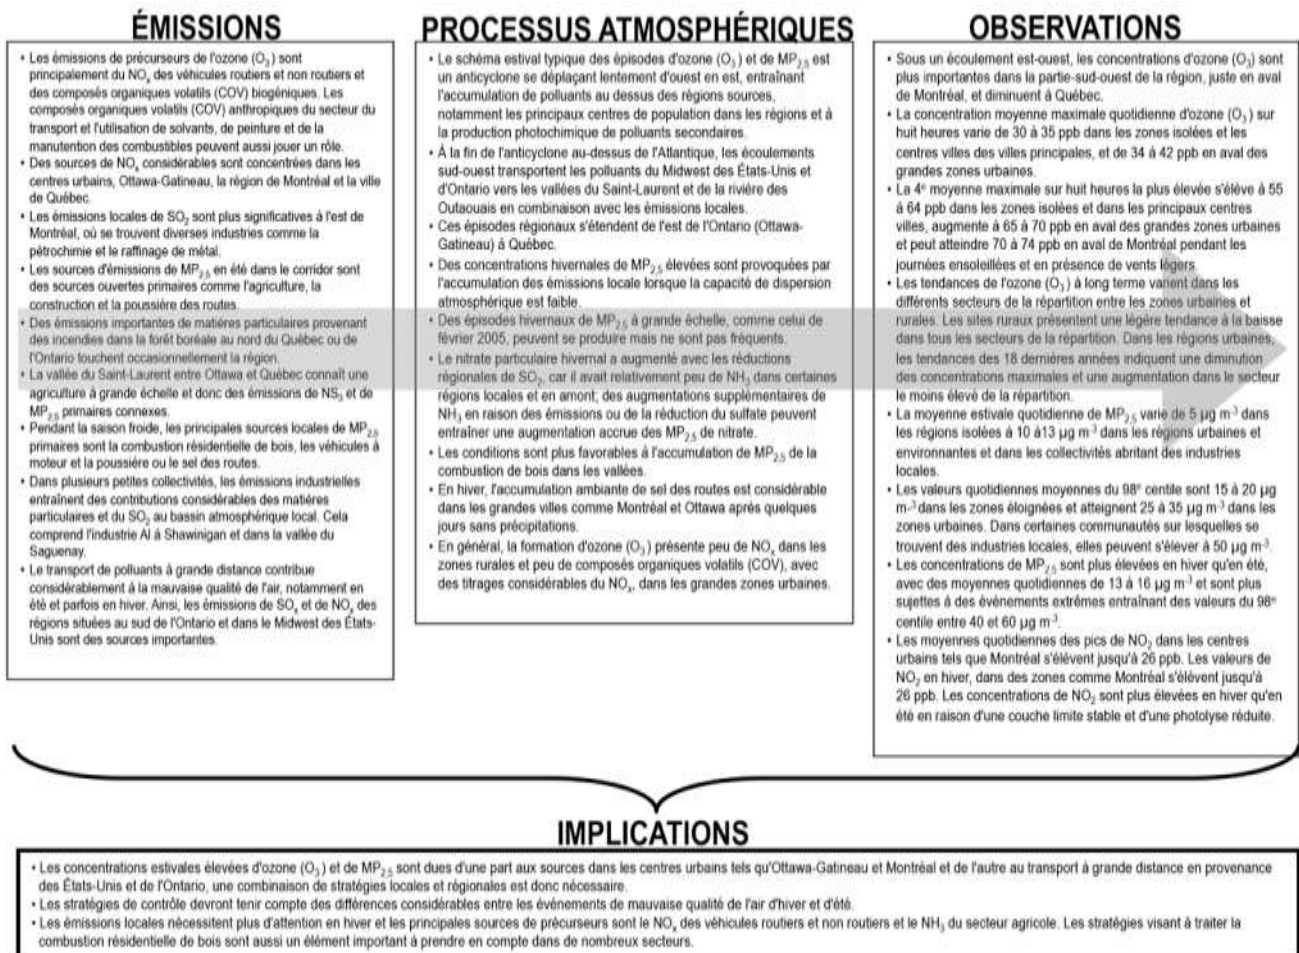 ÉMISSIONS
• Les émissions de précurseurs de l'ozone (O₃) sont
principalement du NOₓ des véhicules routiers et non routiers et
des composés organiques volatils (COV) biogéniques. Les
composés organiques volatils (COV) anthropiques du secteur du
transport et l'utilisation de solvants, de peinture et de la
manutention des combustibles peuvent aussi jouer un rôle.
• Des sources de NOₓ considérables sont concentrées dans les
centres urbains, Ottawa-Gatineau, la région de Montréal et la ville
de Québec.
• Les émissions locales de SO₂ sont plus significatives à l'est de
Montréal, où se trouvent diverses industries comme la
pétrochimie et le raffinage de métal.
• Les sources d'émissions de MP₂.₅ en été dans le corridor sont
des sources ouvertes primaires comme l'agriculture, la
construction et la poussière des routes.
• Des émissions importantes de matières particulaires provenant
des incendies dans la forêt boréale au nord du Québec ou de
l'Ontario touchent occasionnellement la région.
• La vallée du Saint-Laurent entre Ottawa et Québec connaît une
agriculture à grande échelle et donc des émissions de NS₃ et de
MP₂.₅ primaires connexes.
• Pendant la saison froide, les principales sources locales de MP₂.₅
primaires sont la combustion résidentielle de bois, les véhicules à
moteur et la poussière ou le sel des routes.
• Dans plusieurs petites collectivités, les émissions industrielles
entraînent des contributions considérables des matières
particulaires et du SO₂ au bassin atmosphérique local. Cela
comprend l'industrie Al à Shawinigan et dans la vallée du
Saguenay.
• Le transport de polluants à grande distance contribue
considérablement à la mauvaise qualité de l'air, notamment en
été et parfois en hiver. Ainsi, les émissions de SOₓ et de NOₓ des
régions situées au sud de l'Ontario et dans le Midwest des États-
Unis sont des sources importantes.
PROCESSUS ATMOSPHÉRIQUES
• Le schéma estival typique des épisodes d'ozone (O₃) et de MP₂.₅ est
un anticyclone se déplaçant lentement d'ouest en est, entraînant
l'accumulation de polluants au dessus des régions sources,
notamment les principaux centres de population dans les régions et à
la production photochimique de polluants secondaires.
• À la fin de l'anticyclone au-dessus de l'Atlantique, les écoulements
sud-ouest transportent les polluants du Midwest des États-Unis et
d'Ontario vers les vallées du Saint-Laurent et de la rivière des
Outaouais en combinaison avec les émissions locales.
• Ces épisodes régionaux s'étendent de l'est de l'Ontario (Ottawa-
Gatineau) à Québec.
• Des concentrations hivernales de MP₂.₅ élevées sont provoquées par
l'accumulation des émissions locale lorsque la capacité de dispersion
atmosphérique est faible.
• Des épisodes hivernaux de MP₂.₅ à grande échelle, comme celui de
février 2005, peuvent se produire mais ne sont pas fréquents.
• Le nitrate particulaire hivernal a augmenté avec les réductions
régionales de SO₂, car il avait relativement peu de NH₃ dans certaines
régions locales et en amont; des augmentations supplémentaires de
NH₃ en raison des émissions ou de la réduction du sulfate peuvent
entraîner une augmentation accrue des MP₂.₅ de nitrate.
• Les conditions sont plus favorables à l'accumulation de MP₂.₅ de la
combustion de bois dans les vallées.
• En hiver, l'accumulation ambiante de sel des routes est considérable
dans les grandes villes comme Montréal et Ottawa après quelques
jours sans précipitations.
• En général, la formation d'ozone (O₃) présente peu de NOₓ dans les
zones rurales et peu de composés organiques volatils (COV), avec
des titrages considérables du NOₓ, dans les grandes zones urbaines.
OBSERVATIONS
• Sous un écoulement est-ouest, les concentrations d'ozone (O₃) sont
plus importantes dans la partie-sud-ouest de la région, juste en aval
de Montréal, et diminuent à Québec.
• La concentration moyenne maximale quotidienne d'ozone (O₃) sur
huit heures varie de 30 à 35 ppb dans les zones isolées et les
centres villes des villes principales, et de 34 à 42 ppb en aval des
grandes zones urbaines.
• La 4ᵉ moyenne maximale sur huit heures la plus élevée s'élève à 55
à 64 ppb dans les zones isolées et dans les principaux centres
villes, augmente à 65 à 70 ppb en aval des grandes zones urbaines
et peut atteindre 70 à 74 ppb en aval de Montréal pendant les
journées ensoleillées et en présence de vents légers.
• Les tendances de l'ozone (O₃) à long terme varient dans les
différents secteurs de la répartition entre les zones urbaines et
rurales. Les sites ruraux présentent une légère tendance à la baisse
dans tous les secteurs de la répartition. Dans les régions urbaines,
les tendances des 18 dernières années indiquent une diminution
des concentrations maximales et une augmentation dans le secteur
le moins élevé de la répartition.
• La moyenne estivale quotidienne de MP₂.₅ varie de 5 µg m⁻³ dans
les régions isolées à 10 à13 µg m⁻³ dans les régions urbaines et
environnantes et dans les collectivités abritant des industries
locales.
• Les valeurs quotidiennes moyennes du 98ᵉ centile sont 15 à 20 µg
m⁻³ dans les zones éloignées et atteignent 25 à 35 µg m⁻³ dans les
zones urbaines. Dans certaines communautés sur lesquelles se
trouvent des industries locales, elles peuvent s'élever à 50 µg m⁻³.
• Les concentrations de MP₂.₅ sont plus élevées en hiver qu'en été,
avec des moyennes quotidiennes de 13 à 16 µg m⁻³ et sont plus
sujettes à des événements extrêmes entraînant des valeurs du 98ᵉ
centile entre 40 et 60 µg m⁻³.
• Les moyennes quotidiennes des pics de NO₂ dans les centres
urbains tels que Montréal s'élèvent jusqu'à 26 ppb. Les valeurs de
NO₂ en hiver, dans des zones comme Montréal s'élèvent jusqu'à
26 ppb. Les concentrations de NO₂ sont plus élevées en hiver qu'en
été en raison d'une couche limite stable et d'une photolyse réduite.
IMPLICATIONS
• Les concentrations estivales élevées d'ozone (O₃) et de MP₂.₅ sont dues d'une part aux sources dans les centres urbains tels qu'Ottawa-Gatineau et Montréal et de l'autre au transport à grande distance en provenance
des États-Unis et de l'Ontario, une combinaison de stratégies locales et régionales est donc nécessaire.
• Les stratégies de contrôle devront tenir compte des différences considérables entre les événements de mauvaise qualité de l'air d'hiver et d'été.
• Les émissions locales nécessitent plus d'attention en hiver et les principales sources de précurseurs sont le NOₓ des véhicules routiers et non routiers et le NH₃ du secteur agricole. Les stratégies visant à traiter la
combustion résidentielle de bois sont aussi un élément important à prendre en compte dans de nombreux secteurs.